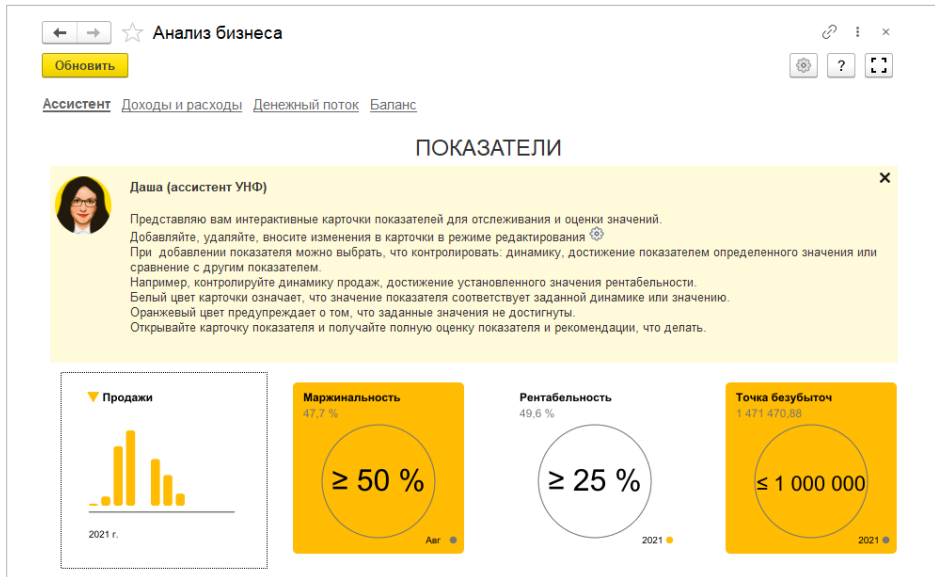 Анализ бизнеса
Обновить
?
Ассистент Доходы и расходы Денежный поток Баланс
ПОКАЗАТЕЛИ
Даша (ассистент УНФ)
Представляю вам интерактивные карточки показателей для отслеживания и оценки значений.
Добавляйте, удаляйте, вносите изменения в карточки в режиме редактирования
При добавлении показателя можно выбрать, что контролировать: динамику, достижение показателем определенного значения или
сравнение с другим показателем.
Например, контролируйте динамику продаж, достижение установленного значения рентабельности.
Белый цвет карточки означает, что значение показателя соответствует заданной динамике или значению.
Оранжевый цвет предупреждает о том, что заданные значения не достигнуты.
Открывайте карточку показателя и получайте полную оценку показателя и рекомендации, что делать.
Продажи
2021 г.
Маржинальность
47,7 %
≥ 50 %
Авг
Рентабельность
49,6 %
≥ 25 %
2021
Точка безубыточ
1 471 470,88
≤ 1 000 000
2021